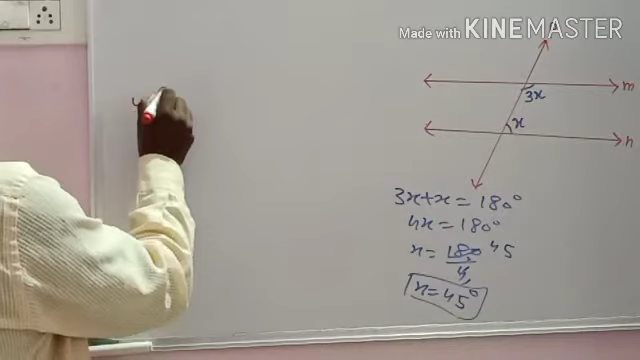 Made with KINEMASTER
m
3x
x
n
3x+x = 180°
4x = 180°
x = 180 45
4
x = 45°